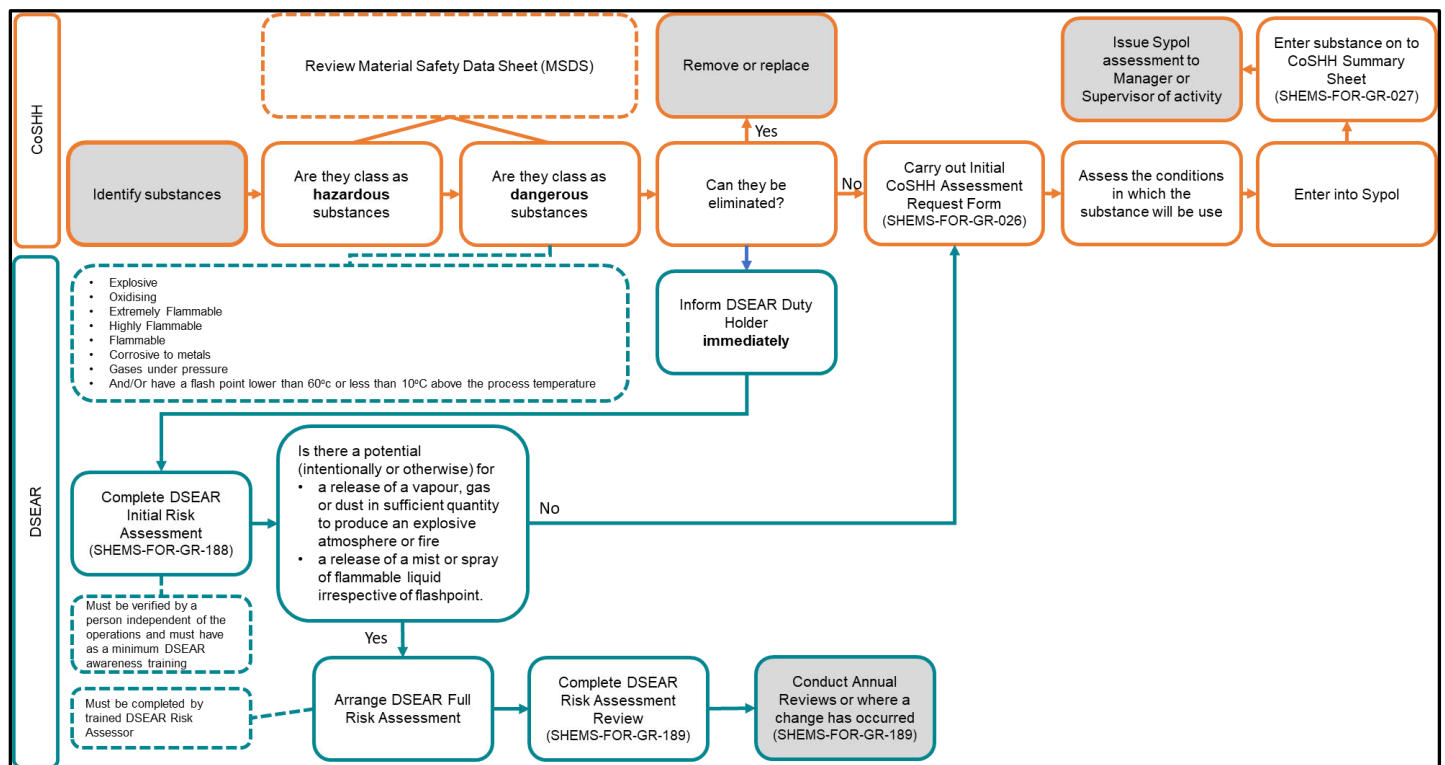 CoSHH
Review Material Safety Data Sheet (MSDS)
Remove or replace
Issue Sypol
assessment to
Manager or
Supervisor of activity
Enter substance on to
CoSHH Summary
Sheet
(SHEMS-FOR-GR-027)
Yes
Identify substances
Are they class as
hazardous
substances
Are they class as
dangerous
substances
Can they be
eliminated?
No
Carry out Initial
CoSHH Assessment
Request Form
(SHEMS-FOR-GR-026)
Assess the conditions
in which the
substance will be use
Enter into Sypol
DSEAR
• Explosive
• Oxidising
• Extremely Flammable
• Highly Flammable
• Flammable
• Corrosive to metals
• Gases under pressure
• And/Or have a flash point lower than 60ºc or less than 10ºC above the process temperature
Inform DSEAR Duty
Holder
immediately
Complete DSEAR
Initial Risk
Assessment
(SHEMS-FOR-GR-188)
Is there a potential
(intentionally or otherwise) for
• a release of a vapour, gas
or dust in sufficient quantity
to produce an explosive
atmosphere or fire
• a release of a mist or spray
of flammable liquid
irrespective of flashpoint.
No
Must be verified by a
person independent of the
operations and must have
as a minimum DSEAR
awareness training
Yes
Must be completed by
trained DSEAR Risk
Assessor
Arrange DSEAR Full
Risk Assessment
Complete DSEAR
Risk Assessment
Review
(SHEMS-FOR-GR-189)
Conduct Annual
Reviews or where a
change has occurred
(SHEMS-FOR-GR-189)